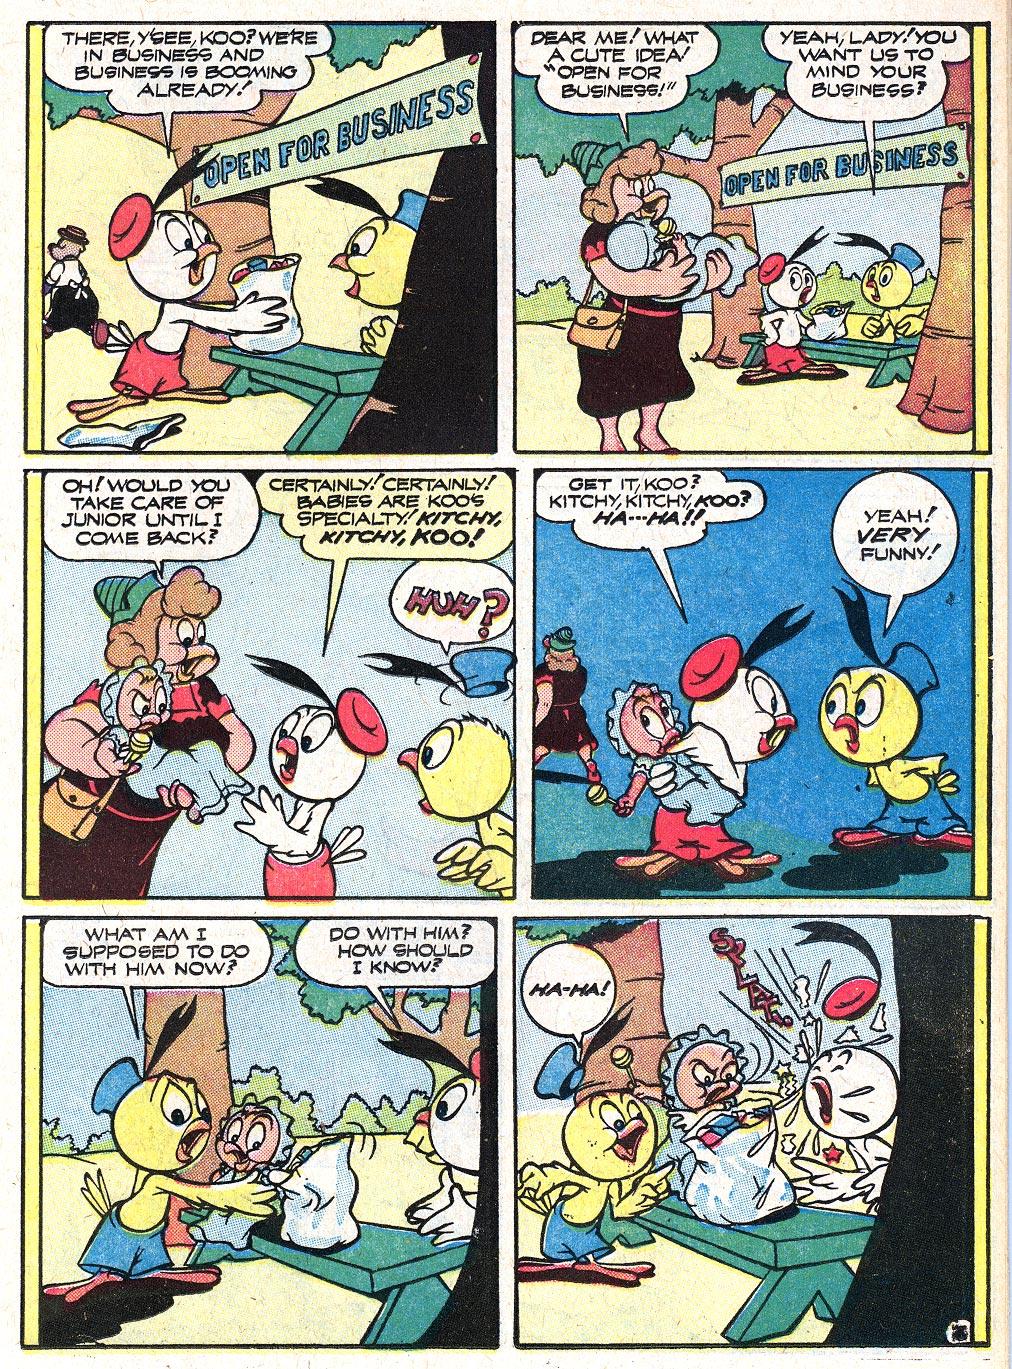 THERE, Y'SEE, KOO? WE'RE
IN BUSINESS AND
BUSINESS IS BOOMING
ALREADY!
OPEN FOR BUSINESS
DEAR ME! WHAT
A CUTE IDEA!
"OPEN FOR
BUSINESS!"
YEAH, LADY! YOU
WANT US TO
MIND YOUR
BUSINESS?
OPEN FOR BUSINESS
OH! WOULD YOU
TAKE CARE OF
JUNIOR UNTIL I
COME BACK?
CERTAINLY! CERTAINLY!
BABIES ARE KOO'S
SPECIALTY! KITCHY,
KITCHY, KOO!
HUH?
GET IT, KOO?
KITCHY, KITCHY, KOO?
HA---HA!!
YEAH!
VERY
FUNNY!
WHAT AM I
SUPPOSED TO DO
WITH HIM NOW?
DO WITH HIM?
HOW SHOULD
I KNOW?
HA-HA!